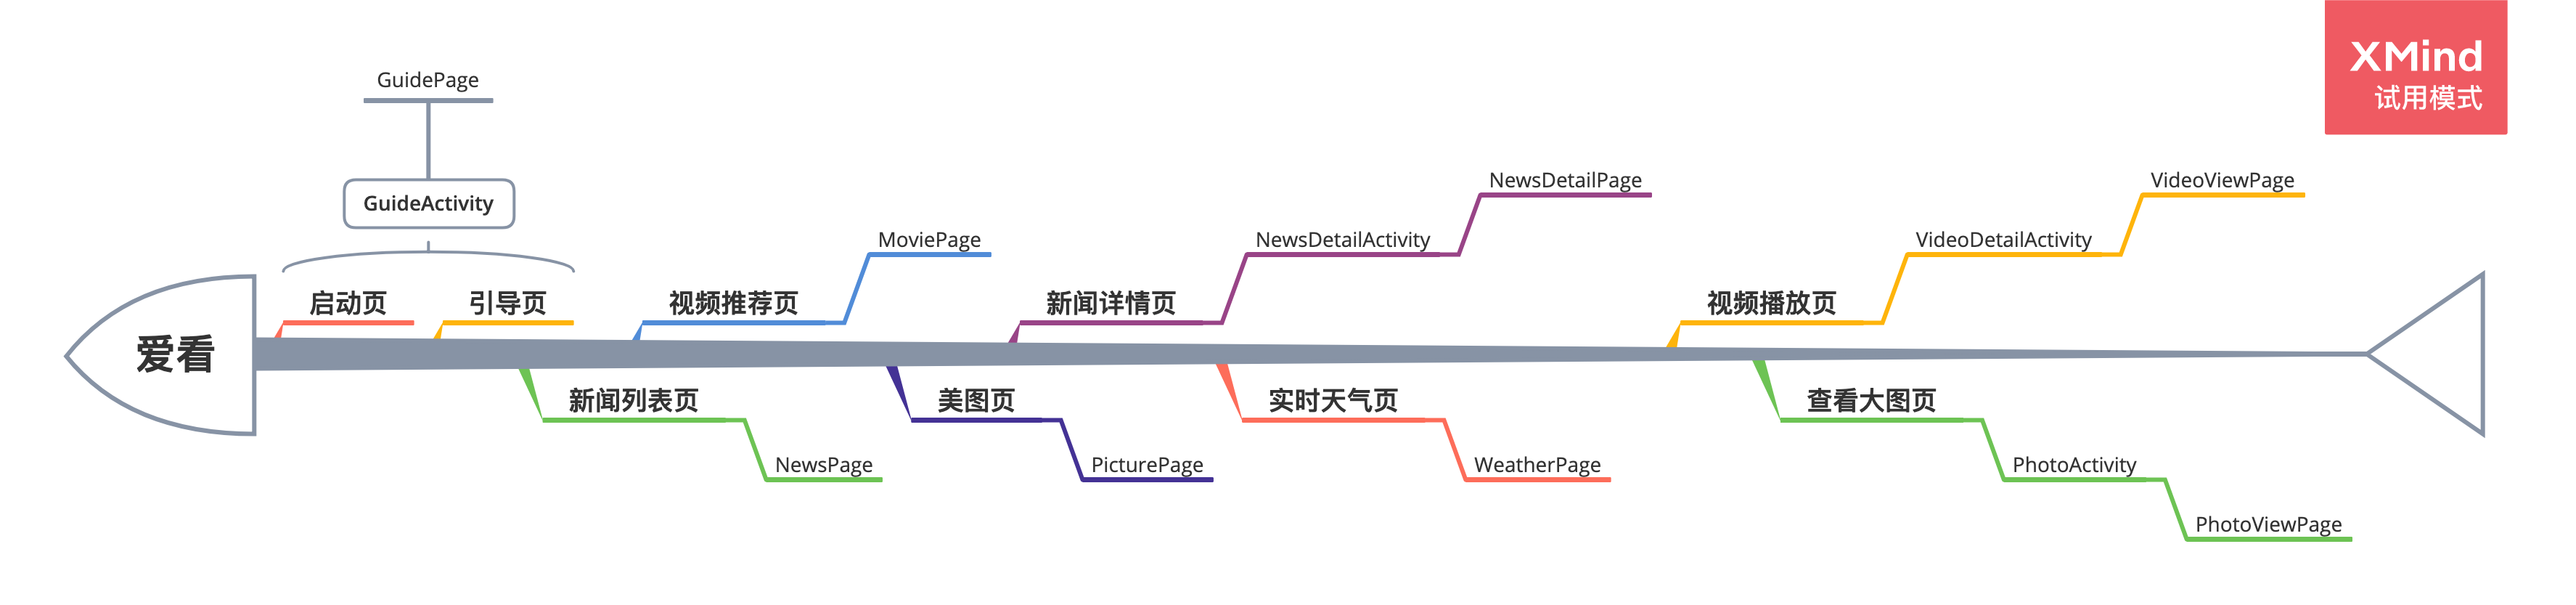 XMind
试用模式
GuidePage
GuideActivity
爱看
启动页
引导页
视频推荐页
MoviePage
新闻详情页
NewsDetailActivity
NewsDetailPage
视频播放页
VideoDetailActivity
VideoViewPage
新闻列表页
NewsPage
美图页
PicturePage
实时天气页
WeatherPage
查看大图页
PhotoActivity
PhotoViewPage